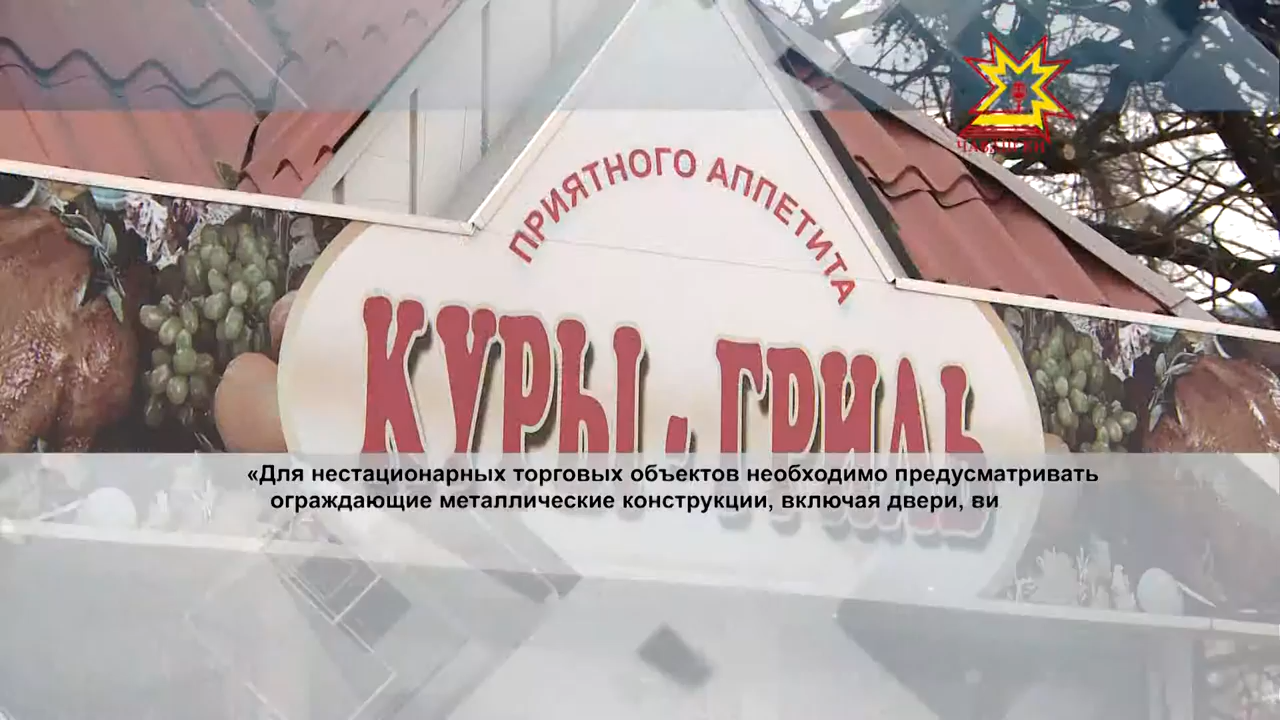 ПРИЯТНОГО АППЕТИТА
КУРЫ-ГРИЛЬ
«Для нестационарных торговых объектов необходимо предусматривать
ограждающие металлические конструкции, включая двери, ви